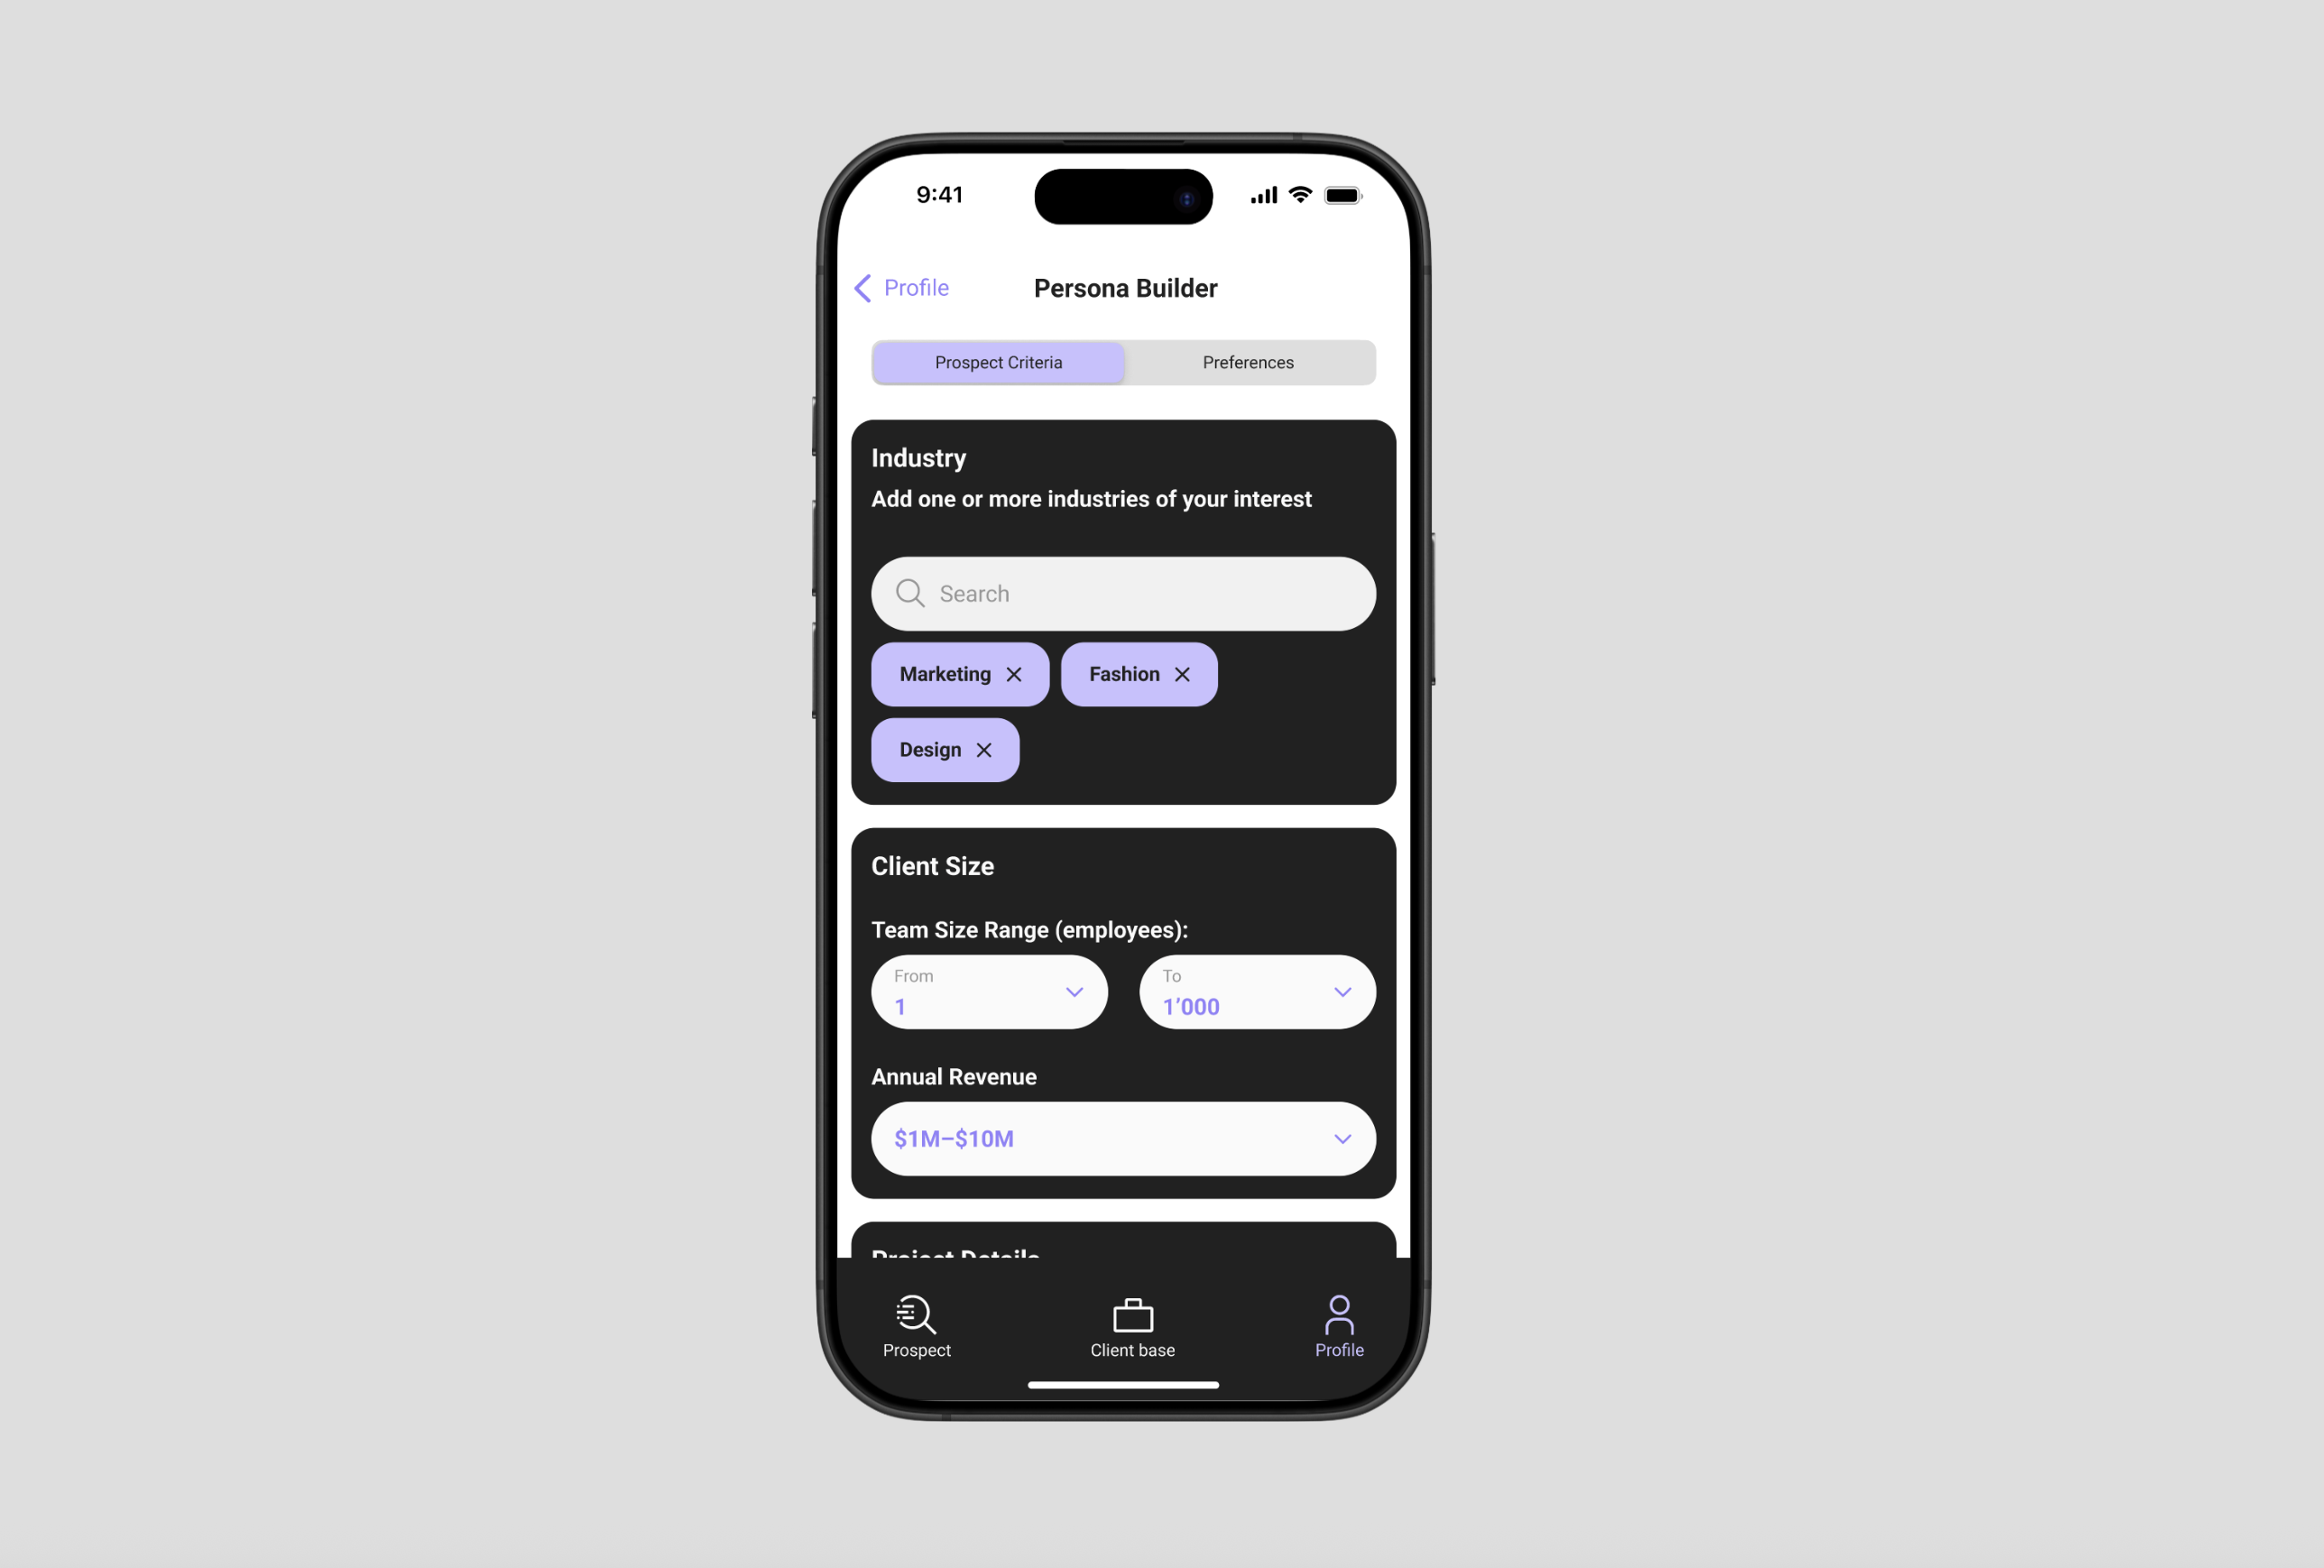 9:41
Profile
Persona Builder
Prospect Criteria
Preferences
Industry
Add one or more industries of your interest
Search
Marketing
Fashion
Design
Client Size
Team Size Range (employees):
From
1
To
1’000
Annual Revenue
$1M–$10M
Project Details
Prospect
Client base
Profile